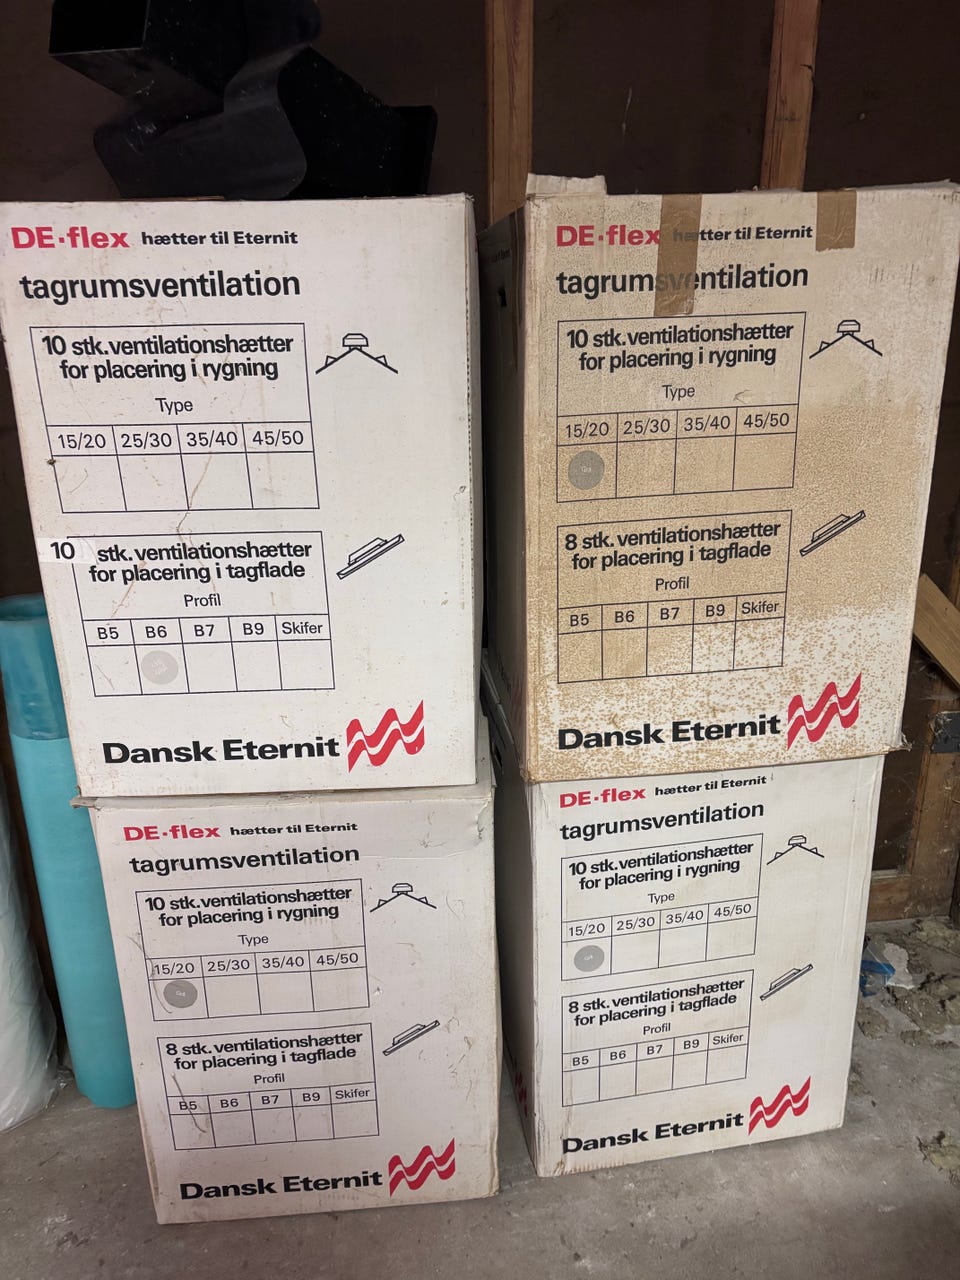 DE·flex hætter til Eternit
tagrumsventilation
10 stk. ventilationshætter
for placering i rygning
Type
15/20 25/30 35/40 45/50
10 stk. ventilationshætter
for placering i tagflade
Profil
B5 B6 B7 B9 Skifer
Dansk Eternit
DE·flex hætter til Eternit
tagrumsventilation
10 stk. ventilationshætter
for placering i rygning
Type
15/20 25/30 35/40 45/50
Grå
8 stk. ventilationshætter
for placering i tagflade
Profil
B5 B6 B7 B9 Skifer
Dansk Eternit
DE·flex hætter til Eternit
tagrumsventilation
10 stk. ventilationshætter
for placering i rygning
Type
15/20 25/30 35/40 45/50
Grå
8 stk. ventilationshætter
for placering i tagflade
Profil
B5 B6 B7 B9 Skifer
Dansk Eternit
DE·flex hætter til Eternit
tagrumsventilation
10 stk. ventilationshætter
for placering i rygning
Type
15/20 25/30 35/40 45/50
Grå
8 stk. ventilationshætter
for placering i tagflade
Profil
B5 B6 B7 B9 Skifer
Dansk Eternit